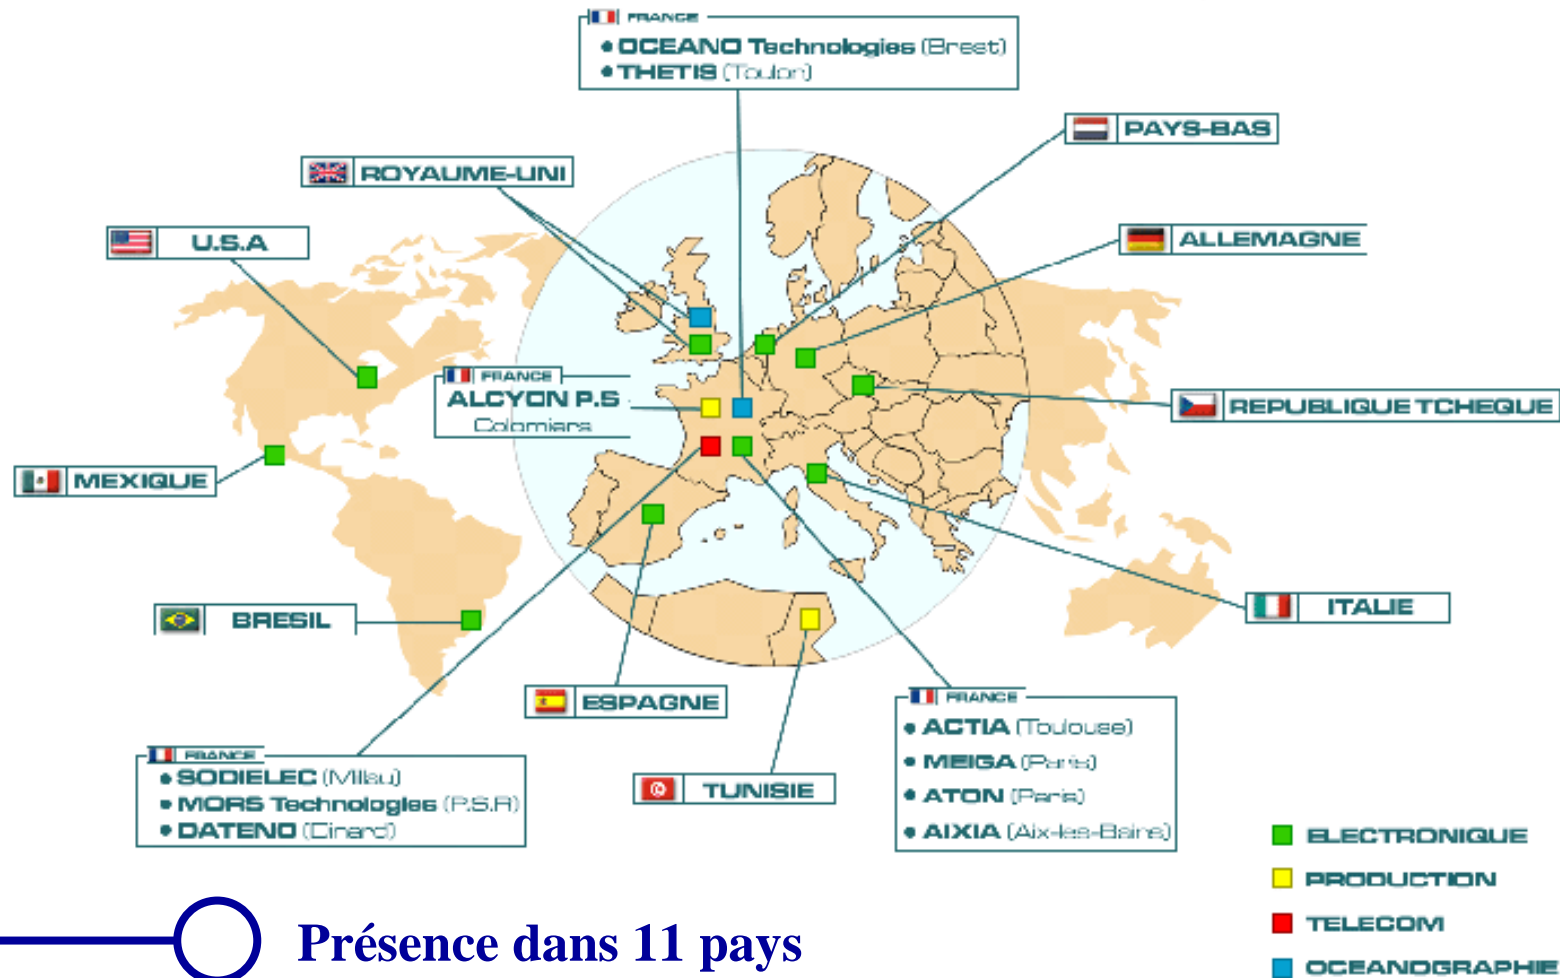 FRANCE
• OCEANO Technologies (Brest)
• THETIS (Toulon)
PAYS-BAS
ROYAUME-UNI
U.S.A
ALLEMAGNE
FRANCE
ALCYON P.S
Colomiers
REPUBLIQUE TCHEQUE
MEXIQUE
ITALIE
BRESIL
ESPAGNE
FRANCE
• ACTIA (Toulouse)
• MEIGA (Paris)
• ATON (Paris)
• AIXIA (Aix-les-Bains)
FRANCE
• SODIELEC (Millau)
• MORS Technologies (P.S.R)
• DATENO (Dinard)
TUNISIE
ELECTRONIQUE
PRODUCTION
TELECOM
OCEANOGRAPHIE
Présence dans 11 pays